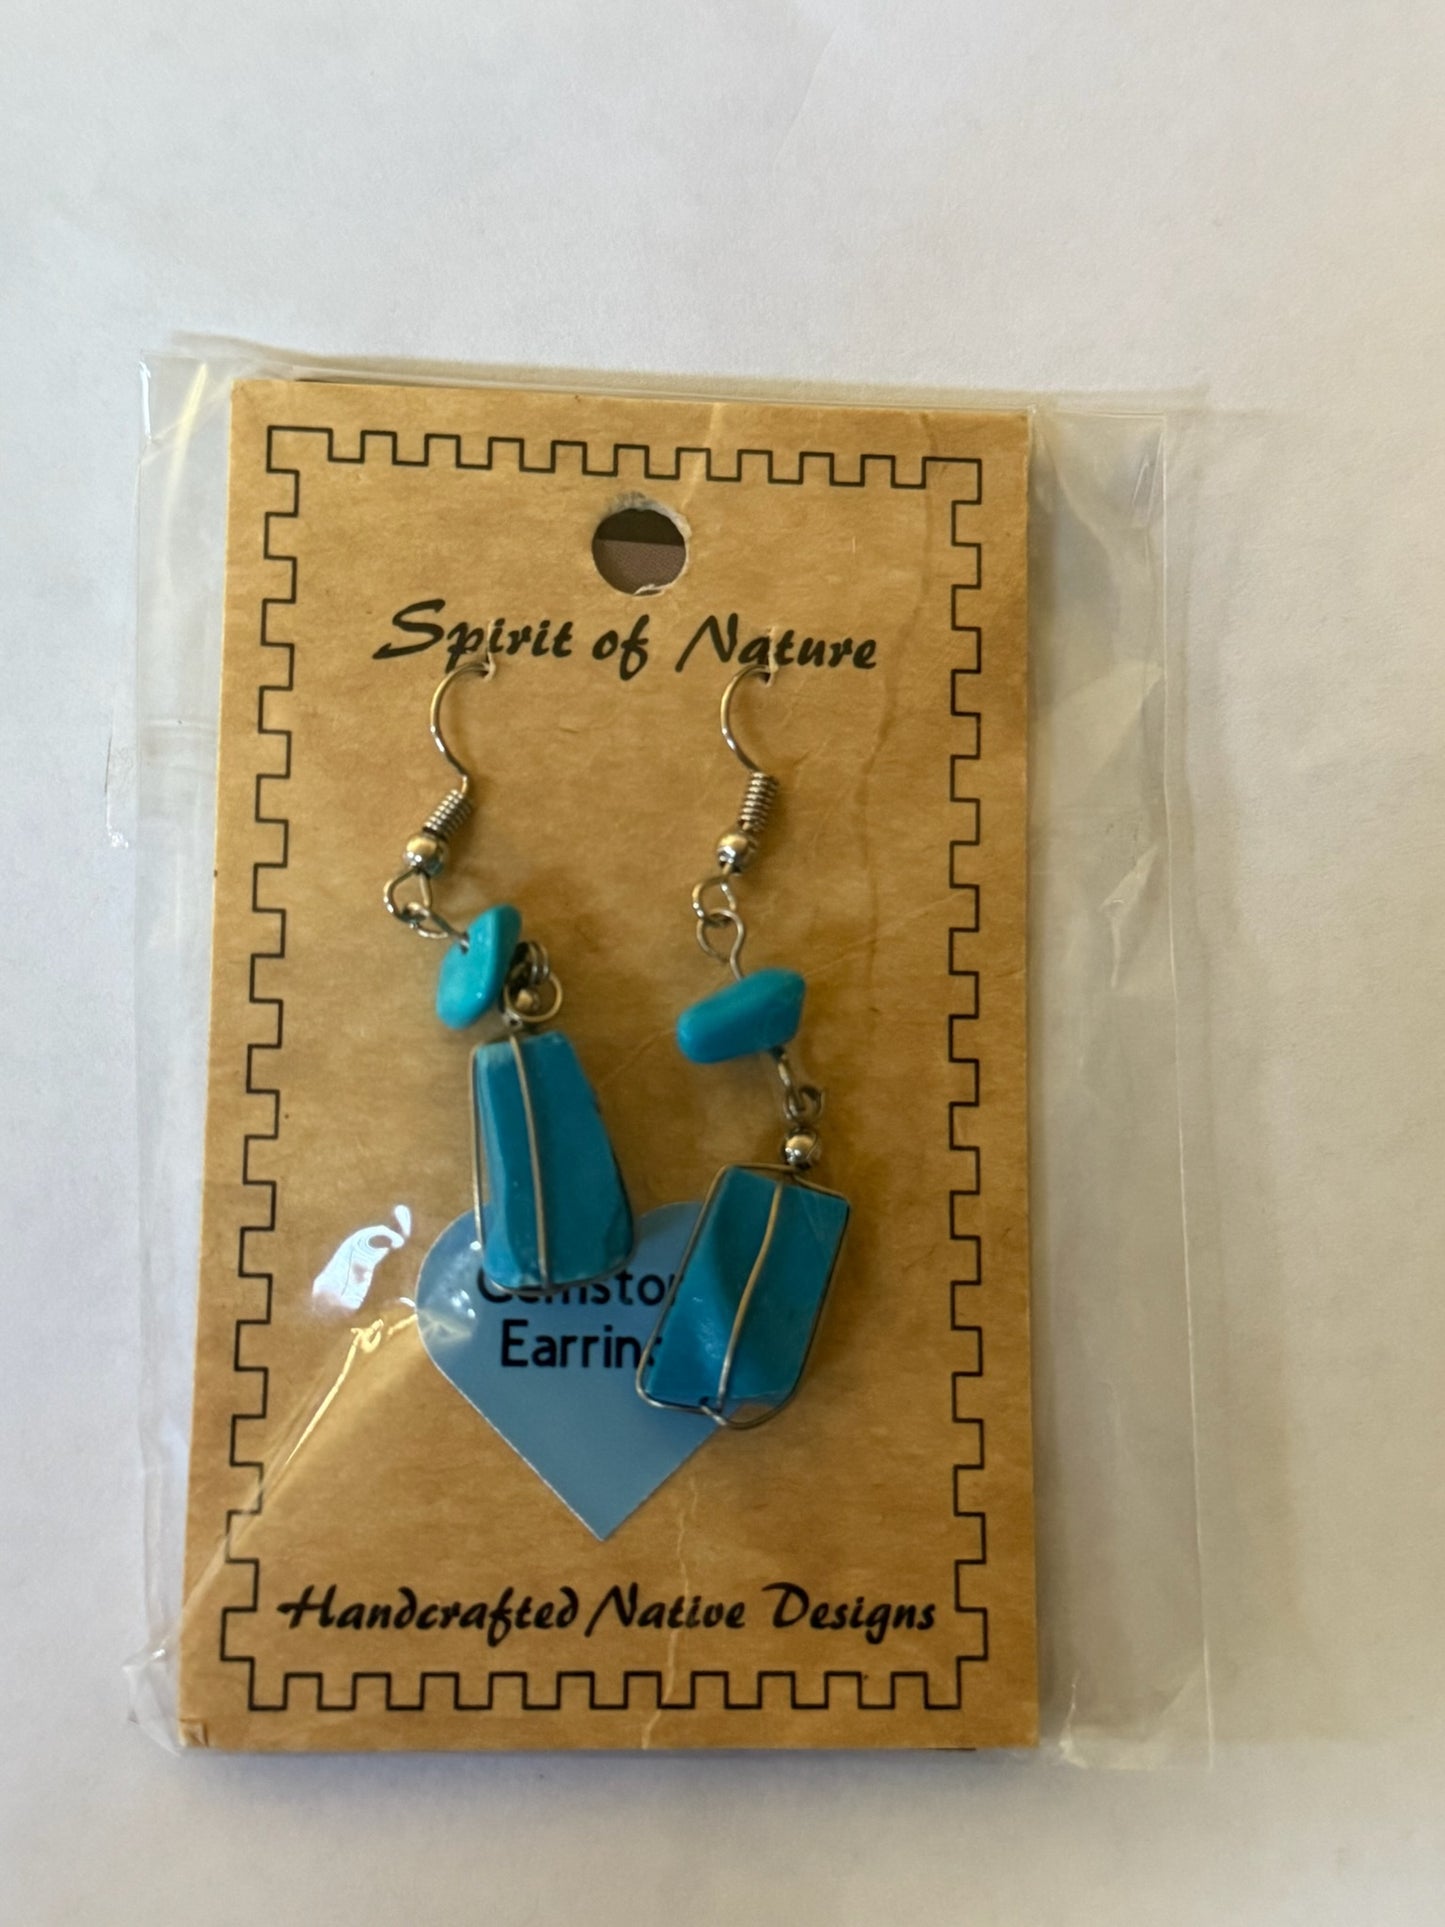 Spirit of Nature
Handcrafted Native Designs